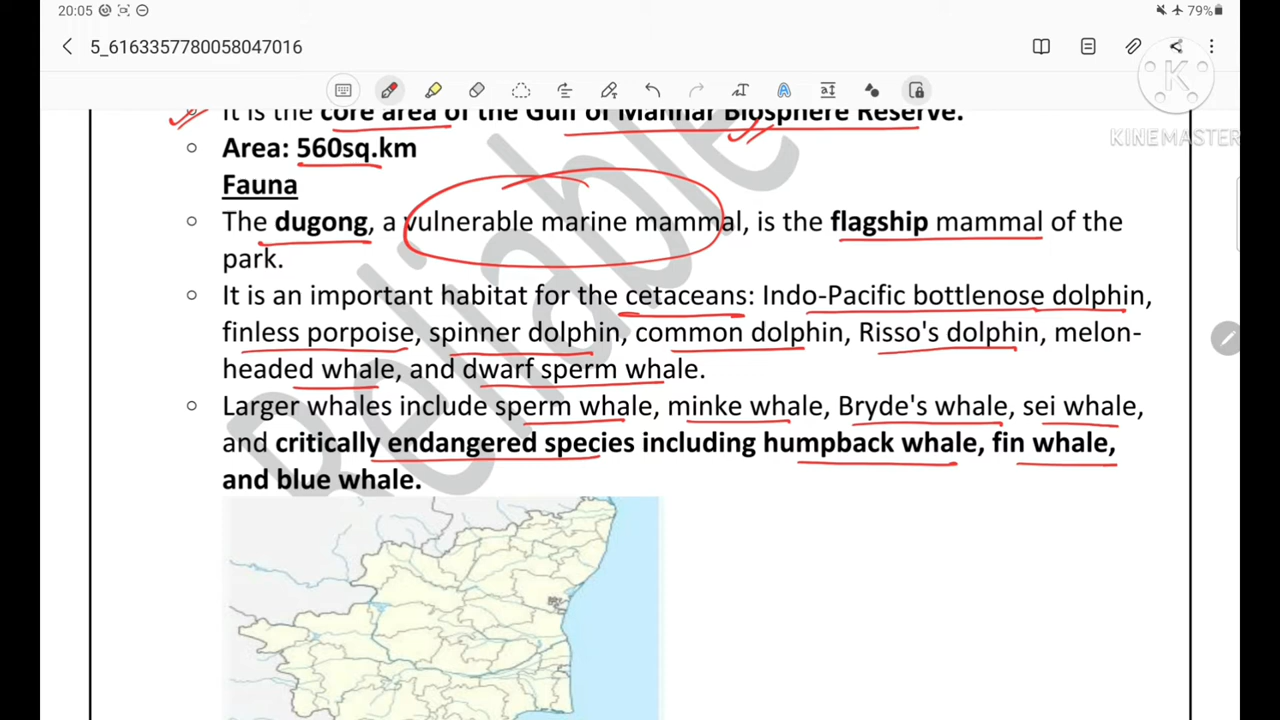 20:05
79%
5_6163357780058047016
K
KINEMASTER
It is the core area of the Gulf of Mannar Biosphere Reserve.
Area: 560sq.km
Fauna
The dugong, a vulnerable marine mammal, is the flagship mammal of the
park.
It is an important habitat for the cetaceans: Indo-Pacific bottlenose dolphin,
finless porpoise, spinner dolphin, common dolphin, Risso's dolphin, melon-
headed whale, and dwarf sperm whale.
Larger whales include sperm whale, minke whale, Bryde's whale, sei whale,
and critically endangered species including humpback whale, fin whale,
and blue whale.
Reliable